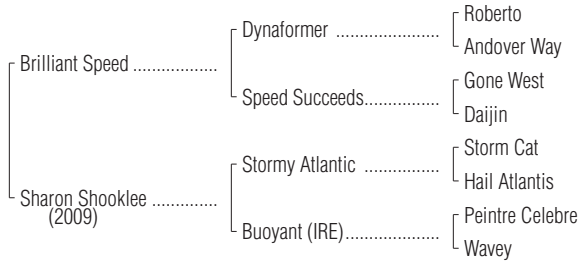 Roberto
Dynaformer ....................
Andover Way
Brilliant Speed .................
Gone West
Speed Succeeds................
Daijin
Storm Cat
Stormy Atlantic ................
Hail Atlantis
Sharon Shooklee ..............
(2009)
Peintre Celebre
Buoyant (IRE)...................
Wavey